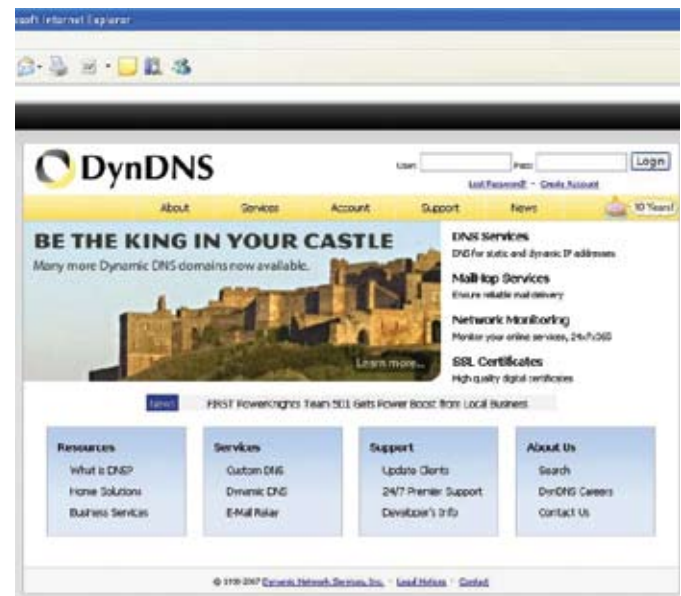 Internet Explorer
DynDNS
User: Pass: Login
Lost Password? - Create Account
About Services Account Support News 10 Years!
BE THE KING IN YOUR CASTLE
Many more Dynamic DNS domains now available.
Learn more...
DNS Services
DNS for static and dynamic IP addresses
MailHop Services
Ensure reliable mail delivery
Network Monitoring
Monitor your online services, 24x7x365
SSL Certificates
High quality digital certificates
News FIRST PowerKnights Team 501 Gets Power Boost from Local Business
Resources
What is DNS?
Home Solutions
Business Services
Services
Custom DNS
Dynamic DNS
E-Mail Relay
Support
Update Clients
24/7 Premier Support
Developer's Info
About Us
Search
DynDNS Careers
Contact Us
© 1998-2007 Dynamic Network Services, Inc. - Legal Notices - Contact